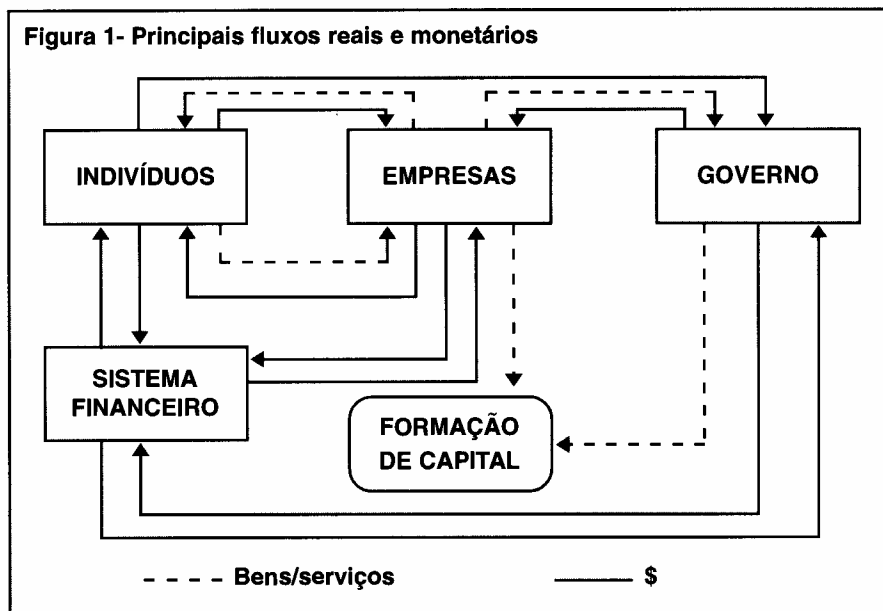 Figura 1- Principais fluxos reais e monetários
INDIVÍDUOS
EMPRESAS
GOVERNO
SISTEMA
FINANCEIRO
FORMAÇÃO
DE CAPITAL
Bens/serviços
$